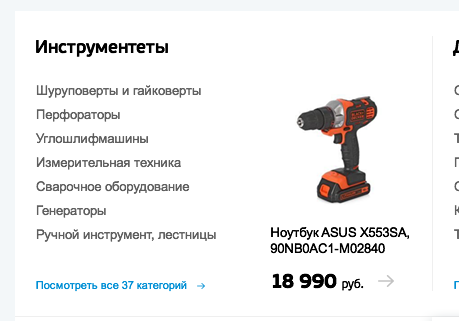 Инструментеты
Шуруповерты и гайковерты
Перфораторы
Углошлифмашины
Измерительная техника
Сварочное оборудование
Генераторы
Ручной инструмент, лестницы
Посмотреть все 37 категорий →
Ноутбук ASUS X553SA,
90NB0AC1-M02840
18 990 руб. →